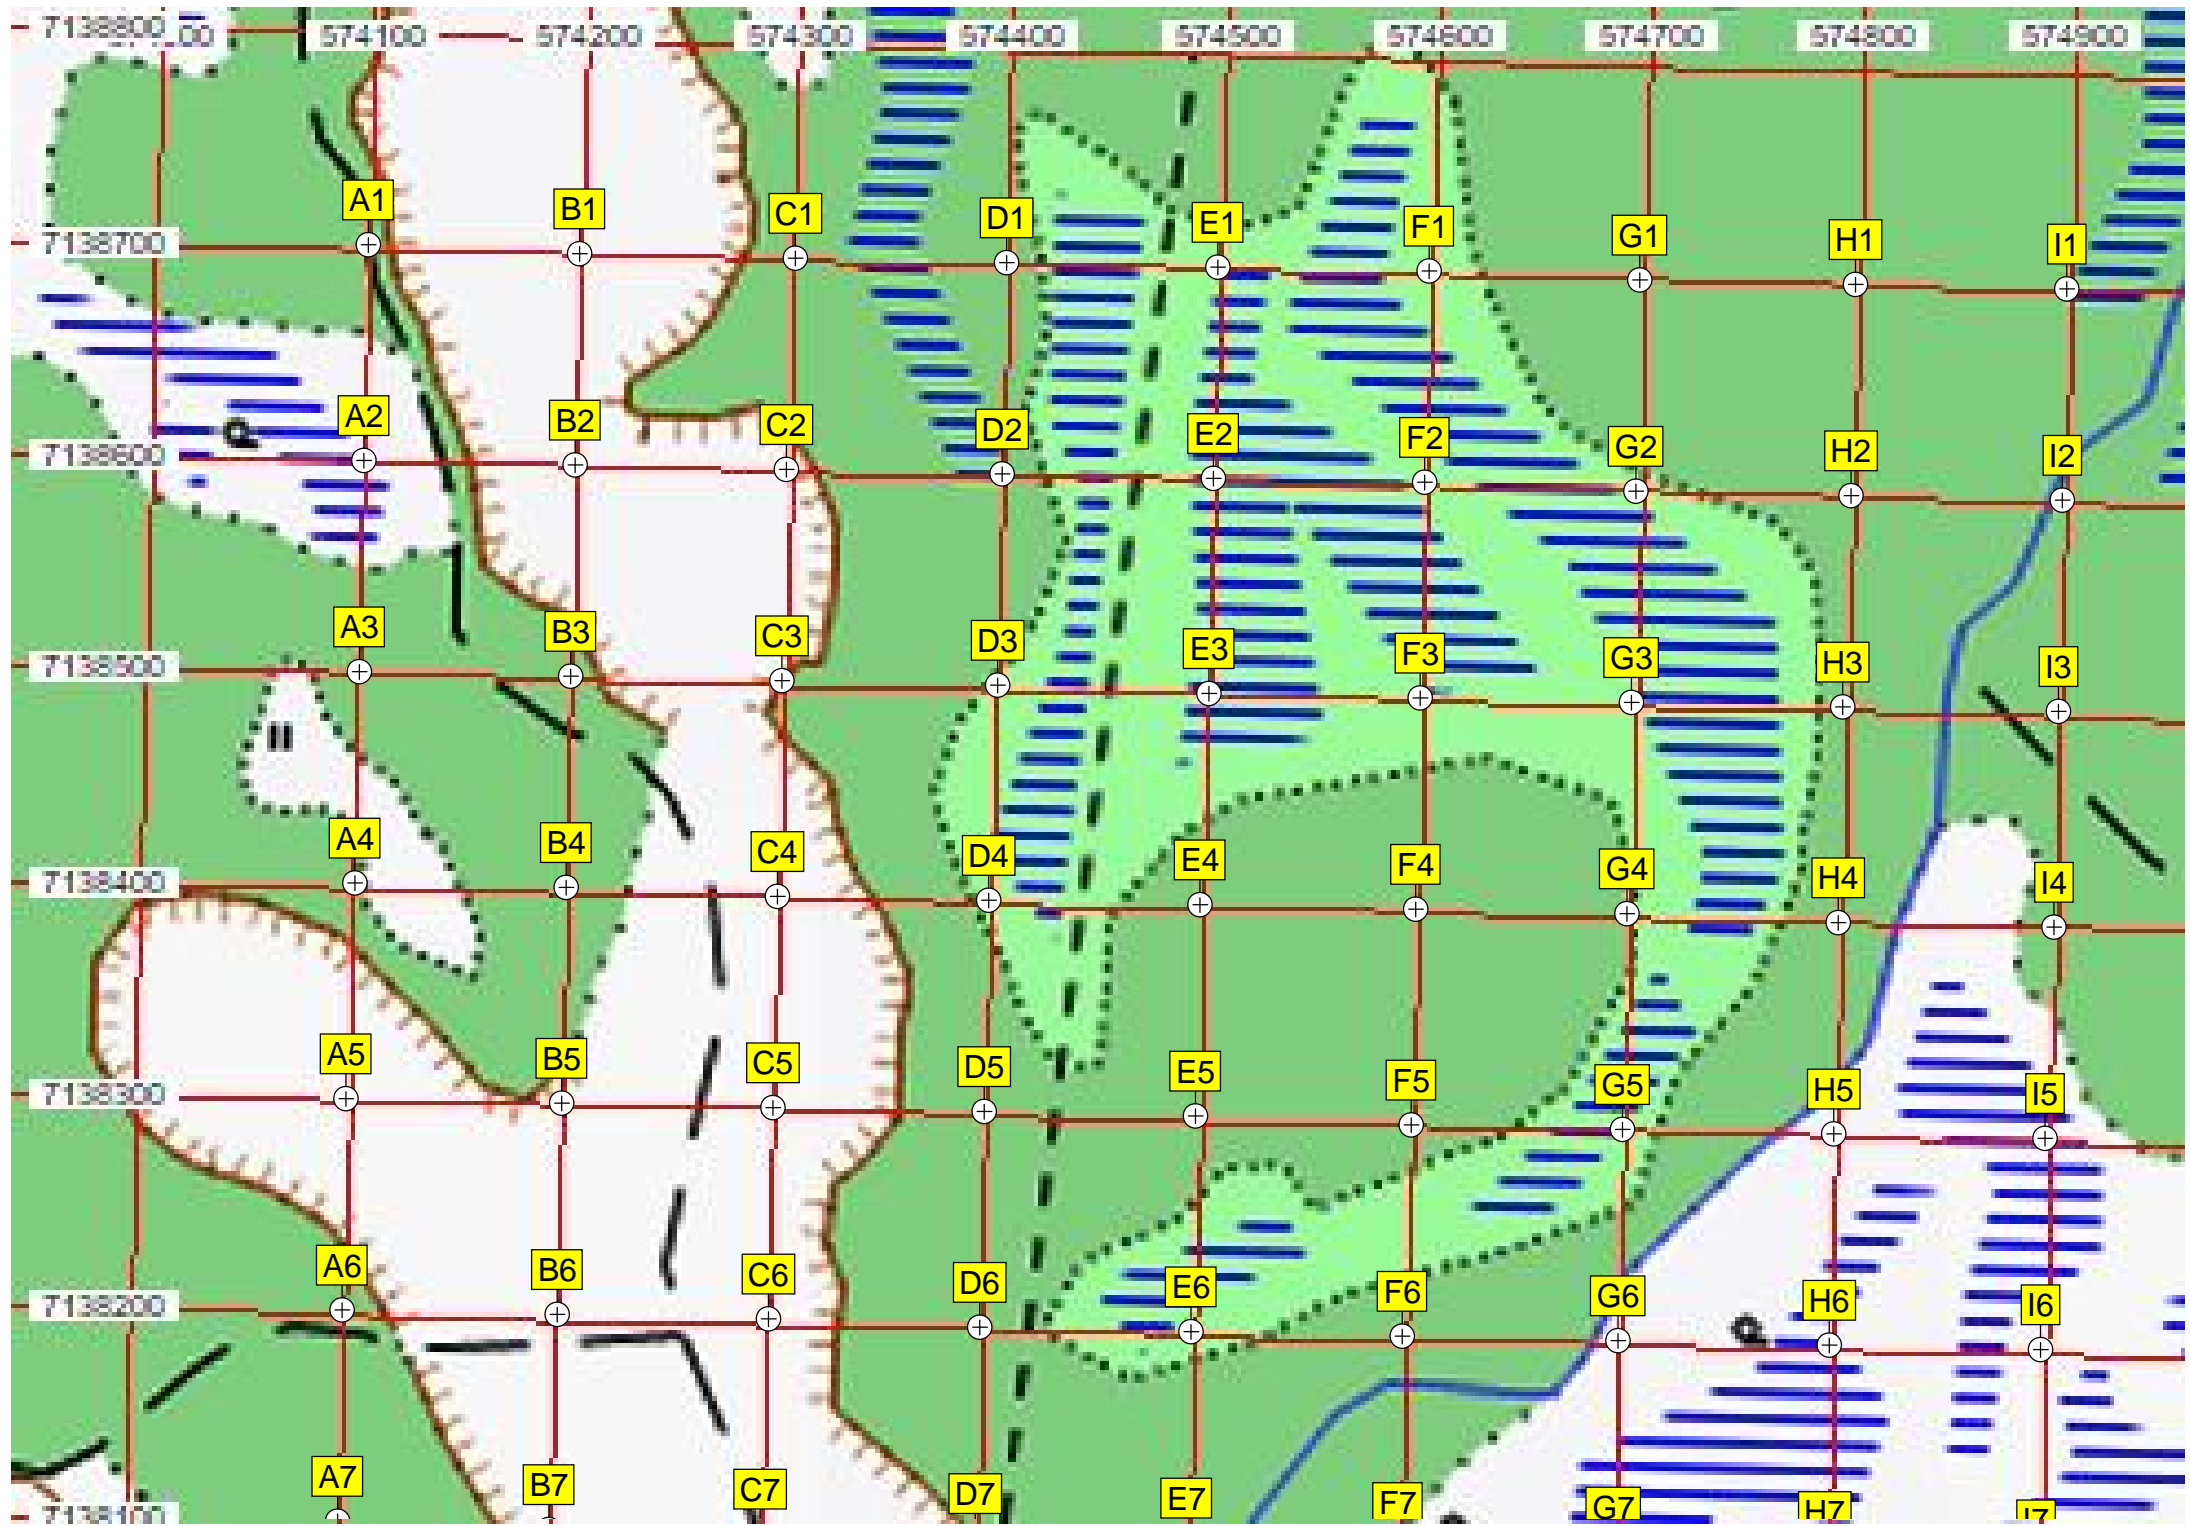 7138800
574100 574200 574300 574400 574500 574600 574700 574800 574900
A1 B1 C1 D1 E1 F1 G1 H1 I1
7138700
A2 B2 C2 D2 E2 F2 G2 H2 I2
7138600
A3 B3 C3 D3 E3 F3 G3 H3 I3
7138500
A4 B4 C4 D4 E4 F4 G4 H4 I4
7138400
A5 B5 C5 D5 E5 F5 G5 H5 I5
7138300
A6 B6 C6 D6 E6 F6 G6 H6 I6
7138200
A7 B7 C7 D7 E7 F7 G7 H7 I7
7138100